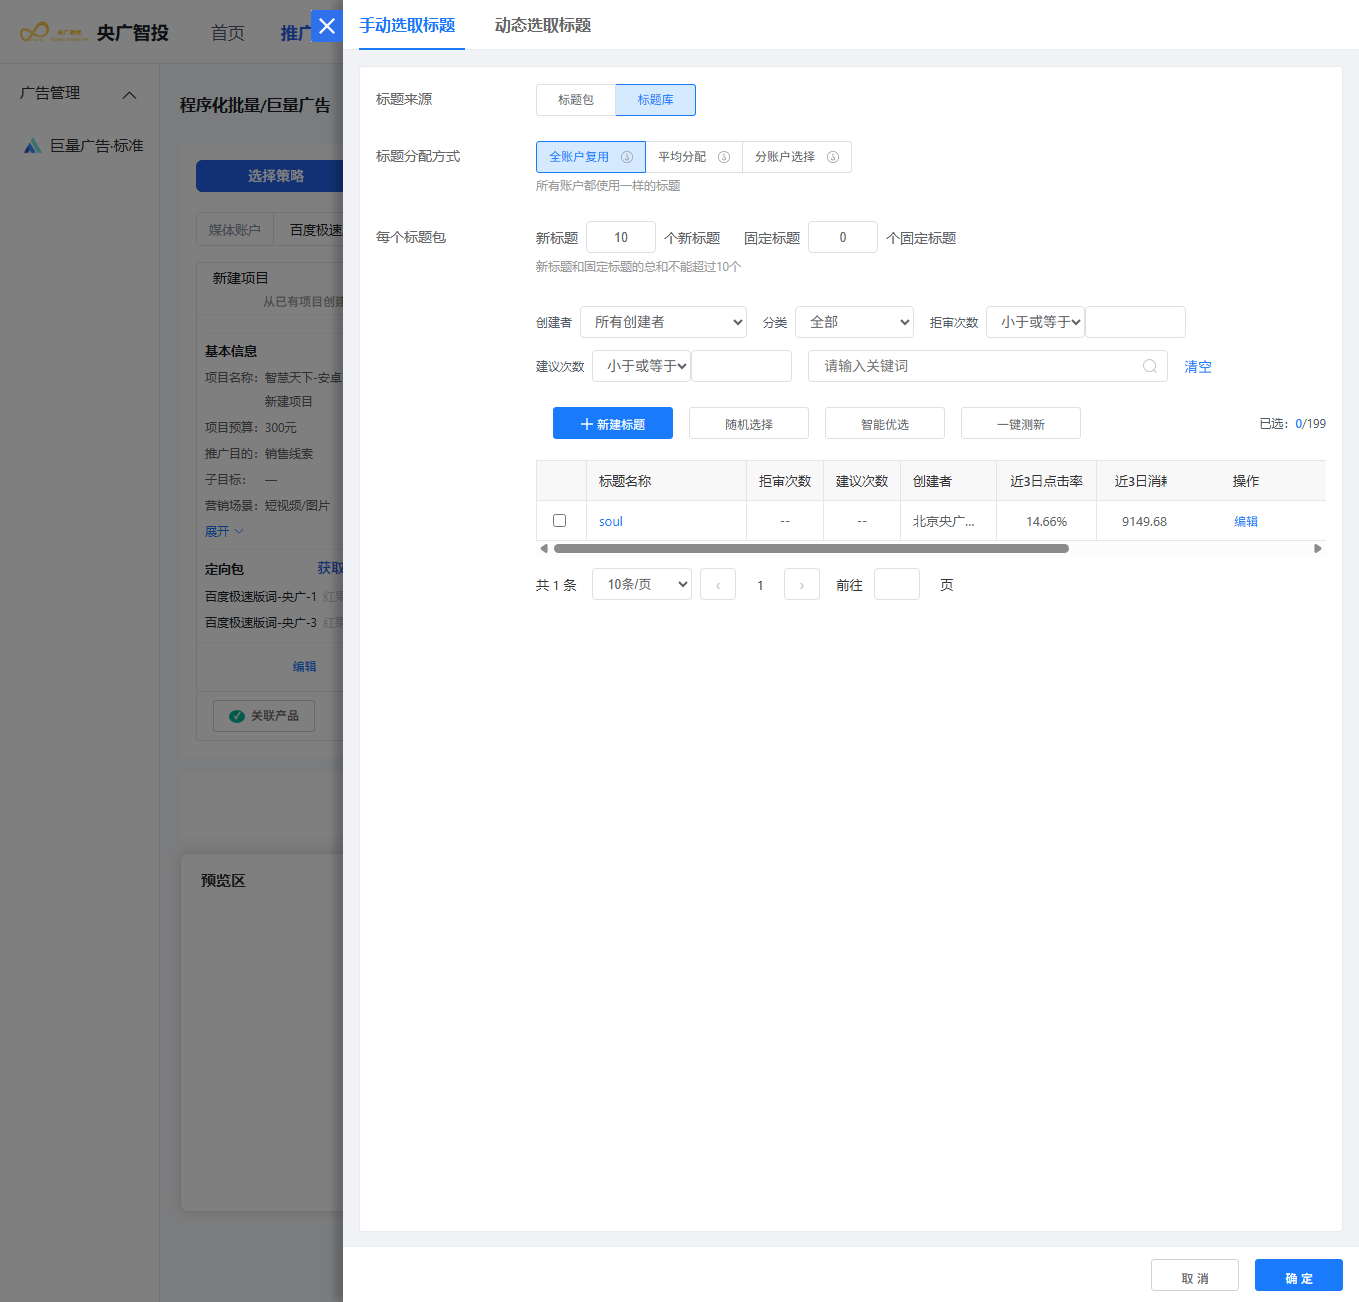 央广智投
首页
推广
手动选取标题
动态选取标题
广告管理
巨量广告·标准
程序化批量/巨量广告
选择策略
媒体账户
百度极速
新建项目
从已有项目创建
基本信息
项目名称：
智慧天下-安卓
新建项目
项目预算：
300元
推广目的：
销售线索
子目标：
—
营销场景：
短视频/图片
展开
定向包
获取
百度极速版词-央广-1
红果
百度极速版词-央广-3
红果
编辑
关联产品
预览区
标题来源
标题包
标题库
标题分配方式
全账户复用
平均分配
分账户选择
所有账户都使用一样的标题
每个标题包
新标题
10
个新标题
固定标题
0
个固定标题
新标题和固定标题的总和不能超过10个
创建者
所有创建者
分类
全部
拒审次数
小于或等于
建议次数
小于或等于
请输入关键词
清空
新建标题
随机选择
智能优选
一键测新
已选：0/199
标题名称
拒审次数
建议次数
创建者
近3日点击率
近3日消耗
操作
soul
--
--
北京央广...
14.66%
9149.68
编辑
共 1 条
10条/页
‹
1
›
前往
页
取 消
确 定